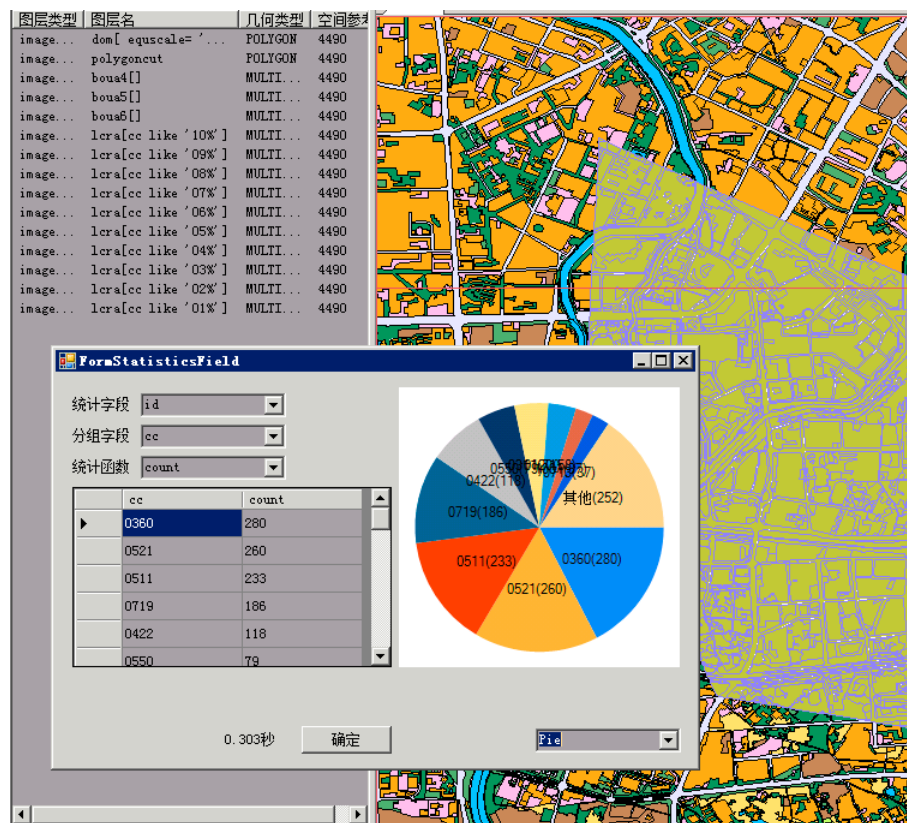 图层类型 图层名 几何类型 空间参考
image... dom[ equscale= '... POLYGON 4490
image... polygoncut POLYGON 4490
image... boua4[] MULTI... 4490
image... boua5[] MULTI... 4490
image... boua6[] MULTI... 4490
image... lcra[cc like '10%'] MULTI... 4490
image... lcra[cc like '09%'] MULTI... 4490
image... lcra[cc like '08%'] MULTI... 4490
image... lcra[cc like '07%'] MULTI... 4490
image... lcra[cc like '06%'] MULTI... 4490
image... lcra[cc like '05%'] MULTI... 4490
image... lcra[cc like '04%'] MULTI... 4490
image... lcra[cc like '03%'] MULTI... 4490
image... lcra[cc like '02%'] MULTI... 4490
image... lcra[cc like '01%'] MULTI... 4490
FormStatisticsField
统计字段 id
分组字段 cc
统计函数 count
cc count
0360 280
0521 260
0511 233
0719 186
0422 118
0550 79
0422(118)
其他(252)
0719(186)
0511(233)
0360(280)
0521(260)
0.303秒 确定 Pie